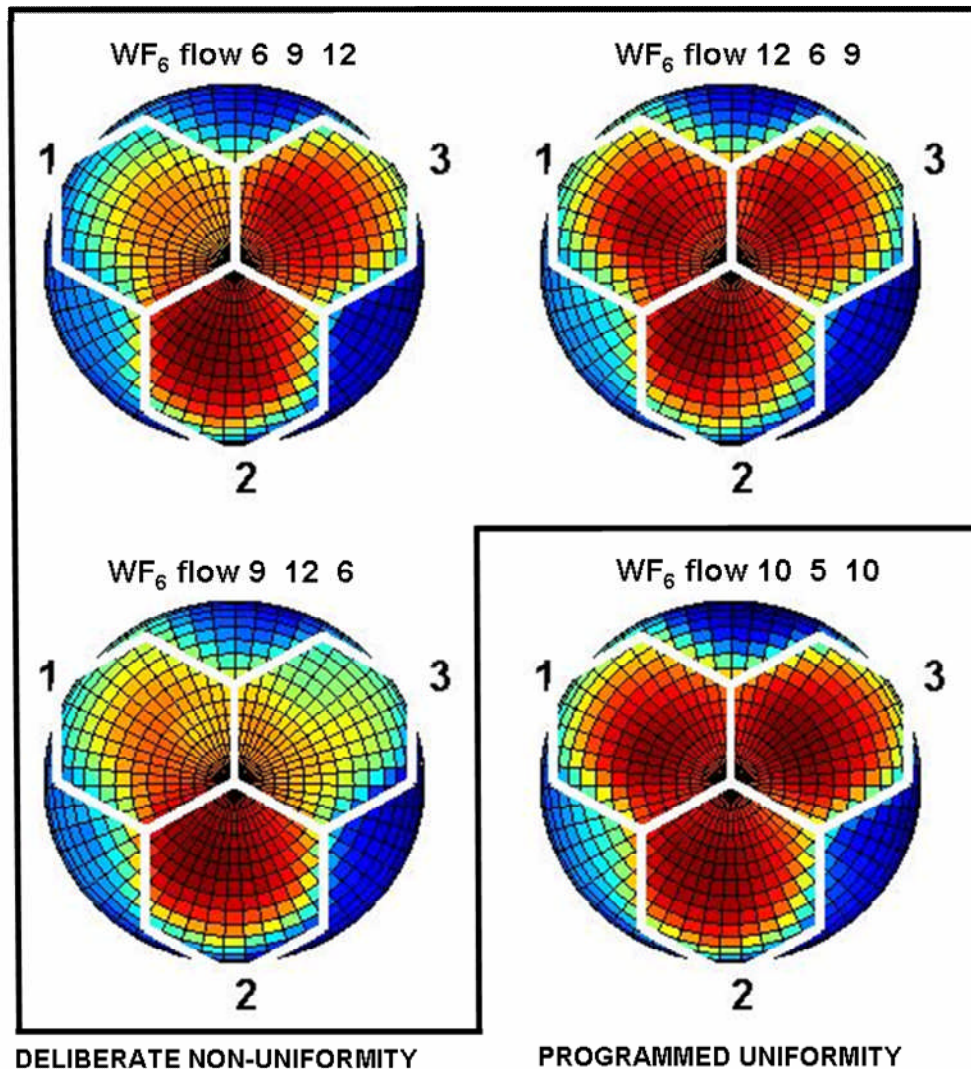 WF6 flow 6 9 12
WF6 flow 12 6 9
1
3
1
3
2
2
WF6 flow 9 12 6
WF6 flow 10 5 10
1
3
1
3
2
2
DELIBERATE NON-UNIFORMITY
PROGRAMMED UNIFORMITY